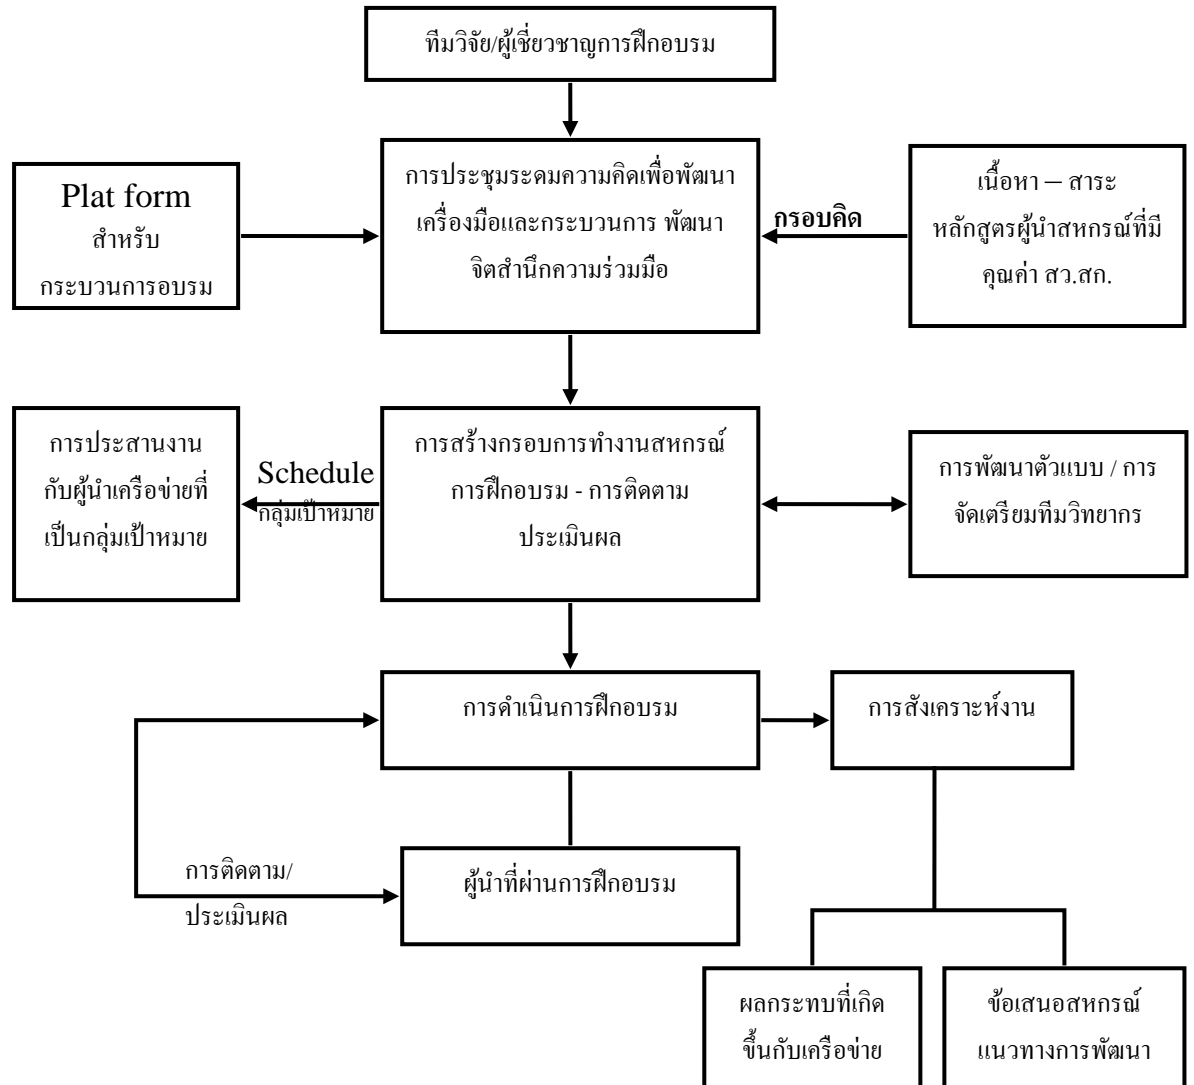 ทีมวิจัย/ผู้เชี่ยวชาญการฝึกอบรม
Plat form
สำหรับ
กระบวนการอบรม
การประชุมระดมความคิดเพื่อพัฒนา
เครื่องมือและกระบวนการ พัฒนา
จิตสำนึกความร่วมมือ
กรอบคิด
เนื้อหา – สาระ
หลักสูตรผู้นำสหกรณ์ที่มี
คุณค่า สว.สก.
การประสานงาน
กับผู้นำเครือข่ายที่
เป็นกลุ่มเป้าหมาย
Schedule
กลุ่มเป้าหมาย
การสร้างกรอบการทำงานสหกรณ์
การฝึกอบรม - การติดตาม
ประเมินผล
การพัฒนาตัวแบบ / การ
จัดเตรียมทีมวิทยากร
การดำเนินการฝึกอบรม
การสังเคราะห์งาน
การติดตาม/
ประเมินผล
ผู้นำที่ผ่านการฝึกอบรม
ผลกระทบที่เกิด
ขึ้นกับเครือข่าย
ข้อเสนอสหกรณ์
แนวทางการพัฒนา